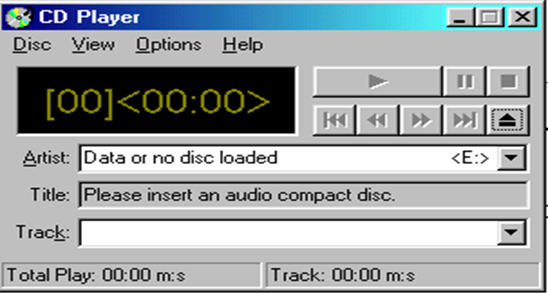 CD Player
Disc View Options Help
[00]<00:00>
Artist: Data or no disc loaded <E:>
Title: Please insert an audio compact disc.
Track:
Total Play: 00:00 m:s Track: 00:00 m:s